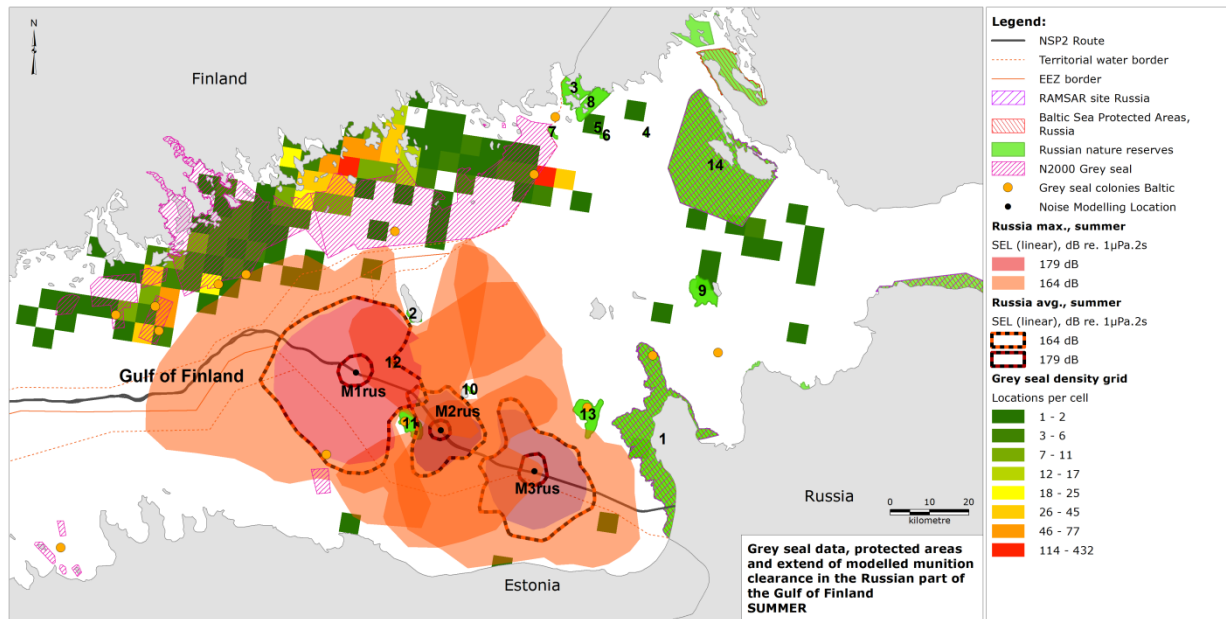 N
Finland
3
8
7
5
6
4
14
9
2
12
Gulf of Finland
M1rus
10
M2rus
11
13
1
M3rus
Russia
0 10 20
kilometre
Estonia
Grey seal data, protected areas
and extend of modelled munition
clearance in the Russian part of
the Gulf of Finland
SUMMER
Legend:
NSP2 Route
Territorial water border
EEZ border
RAMSAR site Russia
Baltic Sea Protected Areas,
Russia
Russian nature reserves
N2000 Grey seal
Grey seal colonies Baltic
Noise Modelling Location
Russia max., summer
SEL (linear), dB re. 1µPa.2s
179 dB
164 dB
Russia avg., summer
SEL (linear), dB re. 1µPa.2s
164 dB
179 dB
Grey seal density grid
Locations per cell
1 - 2
3 - 6
7 - 11
12 - 17
18 - 25
26 - 45
46 - 77
114 - 432